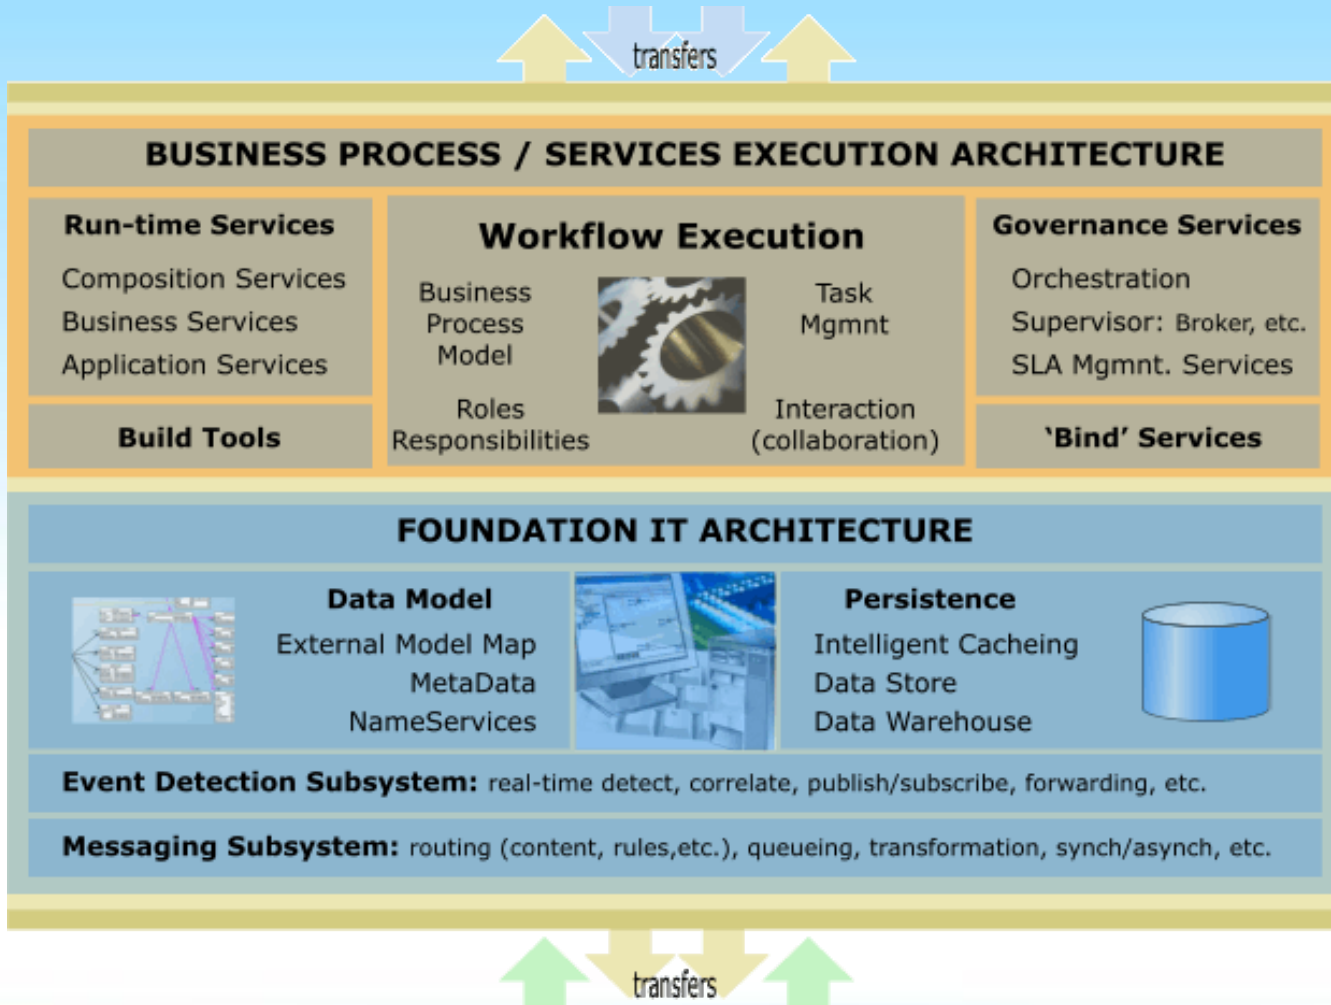 transfers
BUSINESS PROCESS / SERVICES EXECUTION ARCHITECTURE
Run-time Services
Composition Services
Business Services
Application Services
Build Tools
Workflow Execution
Business
Process
Model
Task
Mgmnt
Roles
Responsibilities
Interaction
(collaboration)
Governance Services
Orchestration
Supervisor: Broker, etc.
SLA Mgmnt. Services
‘Bind’ Services
FOUNDATION IT ARCHITECTURE
Data Model
External Model Map
MetaData
NameServices
Persistence
Intelligent Cacheing
Data Store
Data Warehouse
Event Detection Subsystem: real-time detect, correlate, publish/subscribe, forwarding, etc.
Messaging Subsystem: routing (content, rules,etc.), queueing, transformation, synch/asynch, etc.
transfers